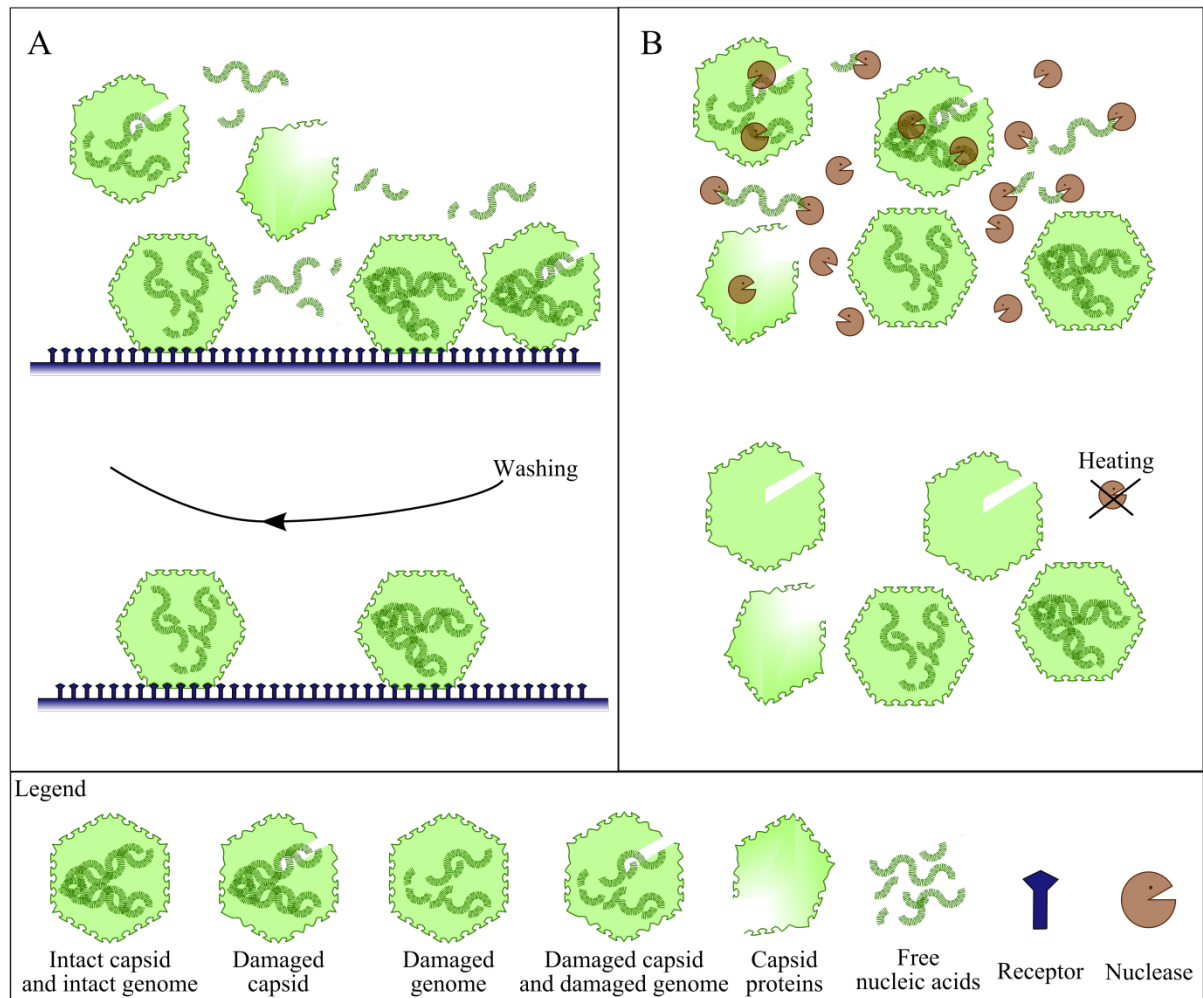 A
B
Washing
Heating
Legend
Intact capsid
and intact genome
Damaged
capsid
Damaged
genome
Damaged capsid
and damaged genome
Capsid
proteins
Free
nucleic acids
Receptor
Nuclease